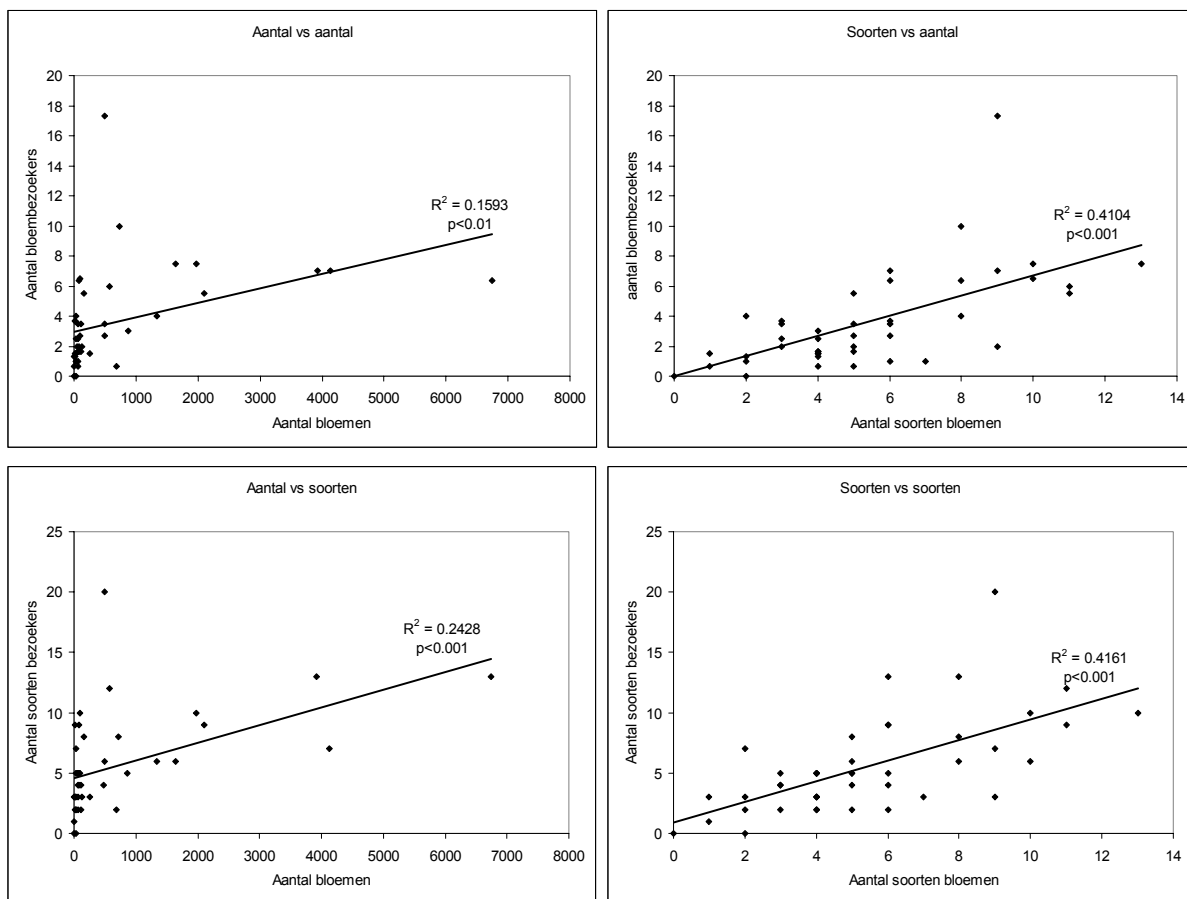 Aantal vs aantal
20
18
16
14
12
10
8
6
4
2
0
Aantal bloembezoekers
R² = 0.1593
p<0.01
0 1000 2000 3000 4000 5000 6000 7000 8000
Aantal bloemen
Soorten vs aantal
20
18
16
14
12
10
8
6
4
2
0
aantal bloembezoekers
R² = 0.4104
p<0.001
0 2 4 6 8 10 12 14
Aantal soorten bloemen
Aantal vs soorten
25
20
15
10
5
0
Aantal soorten bezoekers
R² = 0.2428
p<0.001
0 1000 2000 3000 4000 5000 6000 7000 8000
Aantal bloemen
Soorten vs soorten
25
20
15
10
5
0
Aantal soorten bezoekers
R² = 0.4161
p<0.001
0 2 4 6 8 10 12 14
Aantal soorten bloemen